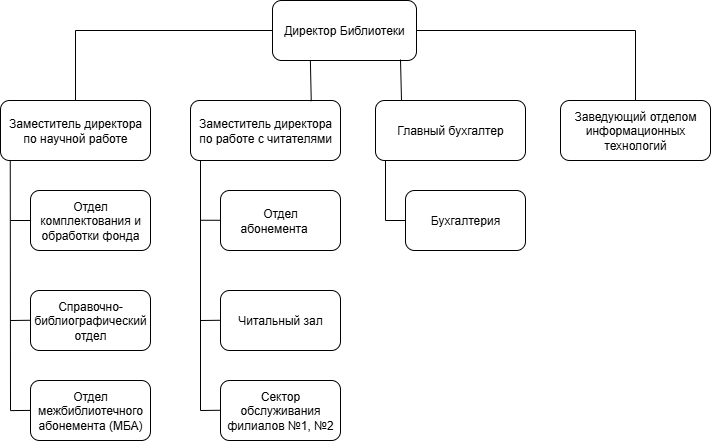 Директор Библиотеки
Заместитель директора
по научной работе
Заместитель директора
по работе с читателями
Главный бухгалтер
Заведующий отделом
информационных
технологий
Отдел
комплектования и
обработки фонда
Отдел
абонемента
Бухгалтерия
Справочно-
библиографический
отдел
Читальный зал
Отдел
межбиблиотечного
абонемента (МБА)
Сектор
обслуживания
филиалов №1, №2